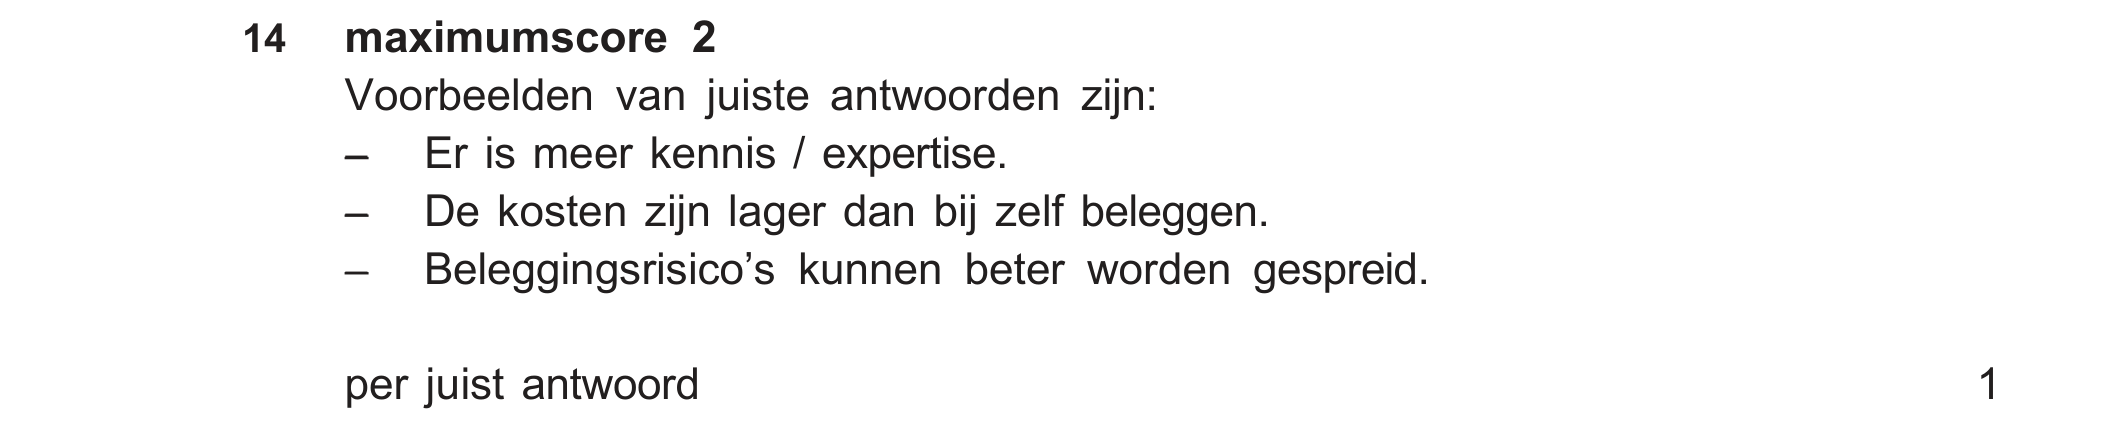 14 maximumscore 2
Voorbeelden van juiste antwoorden zijn:
– Er is meer kennis / expertise.
– De kosten zijn lager dan bij zelf beleggen.
– Beleggingsrisico’s kunnen beter worden gespreid.
per juist antwoord 1